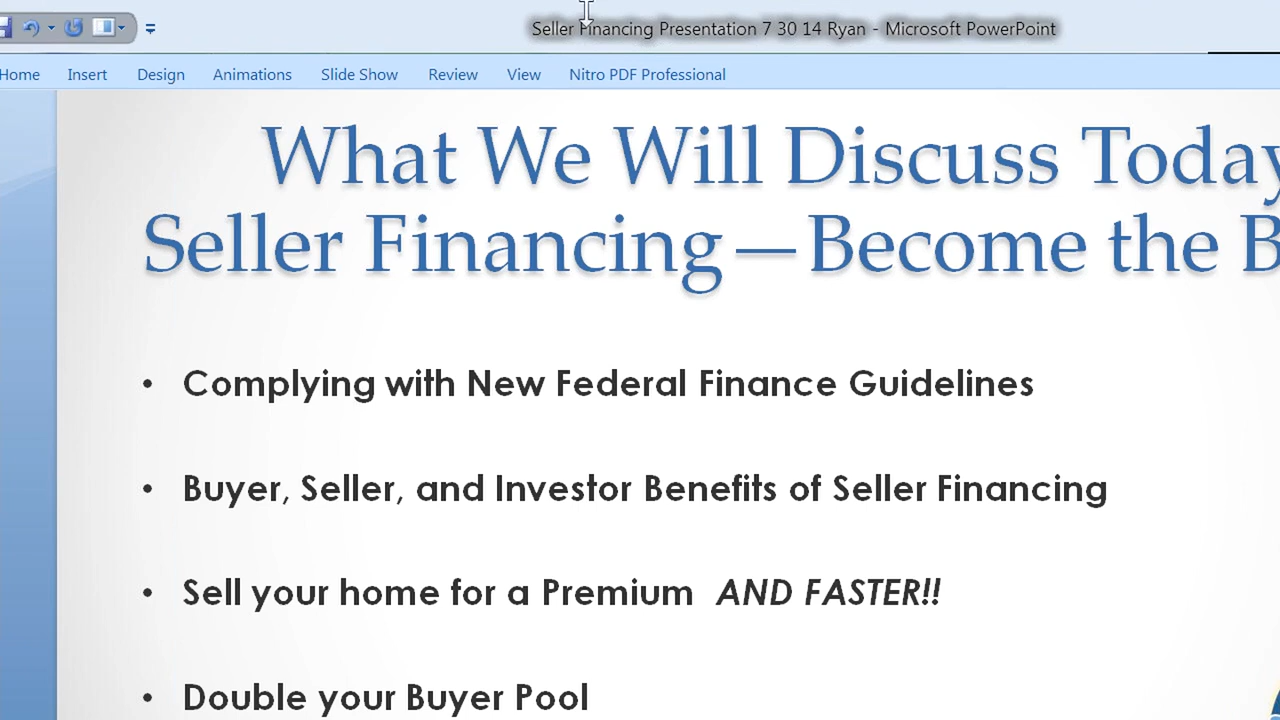 Seller Financing Presentation 7 30 14 Ryan - Microsoft PowerPoint
Home Insert Design Animations Slide Show Review View Nitro PDF Professional
What We Will Discuss Today
Seller Financing—Become the B
• Complying with New Federal Finance Guidelines
• Buyer, Seller, and Investor Benefits of Seller Financing
• Sell your home for a Premium AND FASTER!!
• Double your Buyer Pool